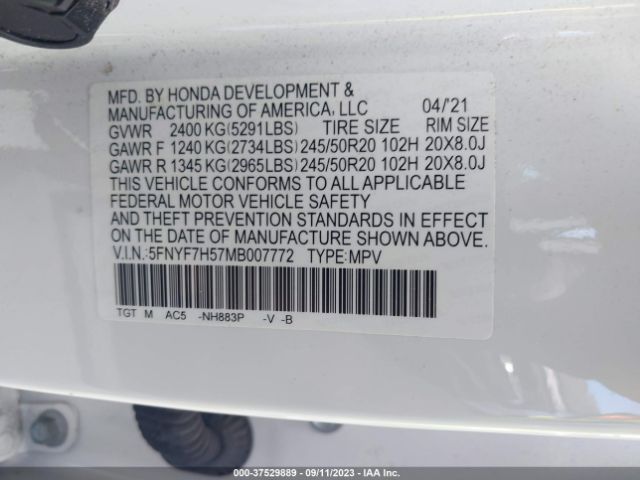 MFD. BY HONDA DEVELOPMENT &
MANUFACTURING OF AMERICA, LLC 04/'21
GVWR 2400 KG(5291LBS) TIRE SIZE RIM SIZE
GAWR F 1240 KG(2734LBS) 245/50R20 102H 20X8.0J
GAWR R 1345 KG(2965LBS) 245/50R20 102H 20X8.0J
THIS VEHICLE CONFORMS TO ALL APPLICABLE
FEDERAL MOTOR VEHICLE SAFETY
AND THEFT PREVENTION STANDARDS IN EFFECT
ON THE DATE OF MANUFACTURE SHOWN ABOVE.
V.I.N.:5FNYF7H57MB007772 TYPE:MPV
TGT M AC5 -NH883P -V -B
000-37529889 - 09/11/2023 - IAA Inc.